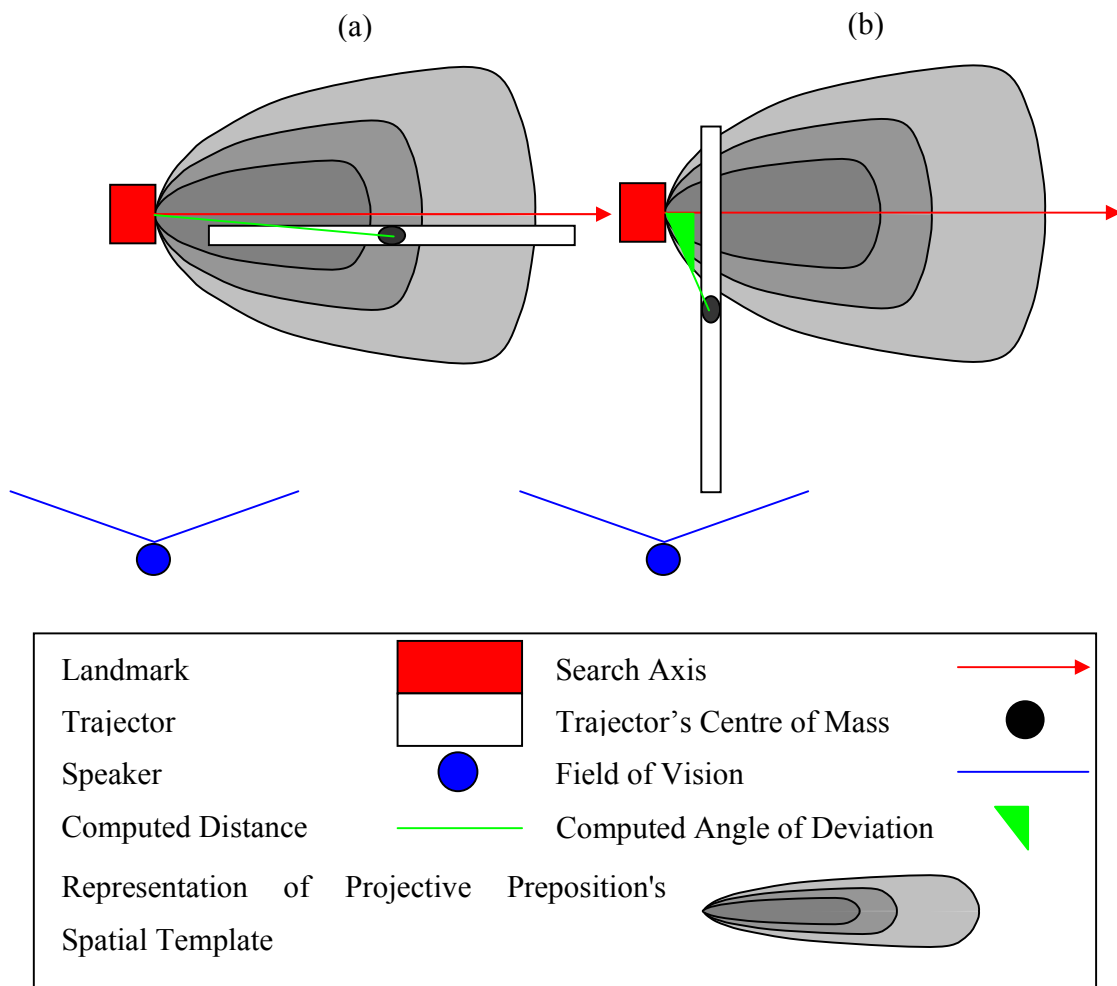 (a) (b)
Landmark Search Axis
Trajector Trajector's Centre of Mass
Speaker Field of Vision
Computed Distance Computed Angle of Deviation
Representation of Projective Preposition's
Spatial Template